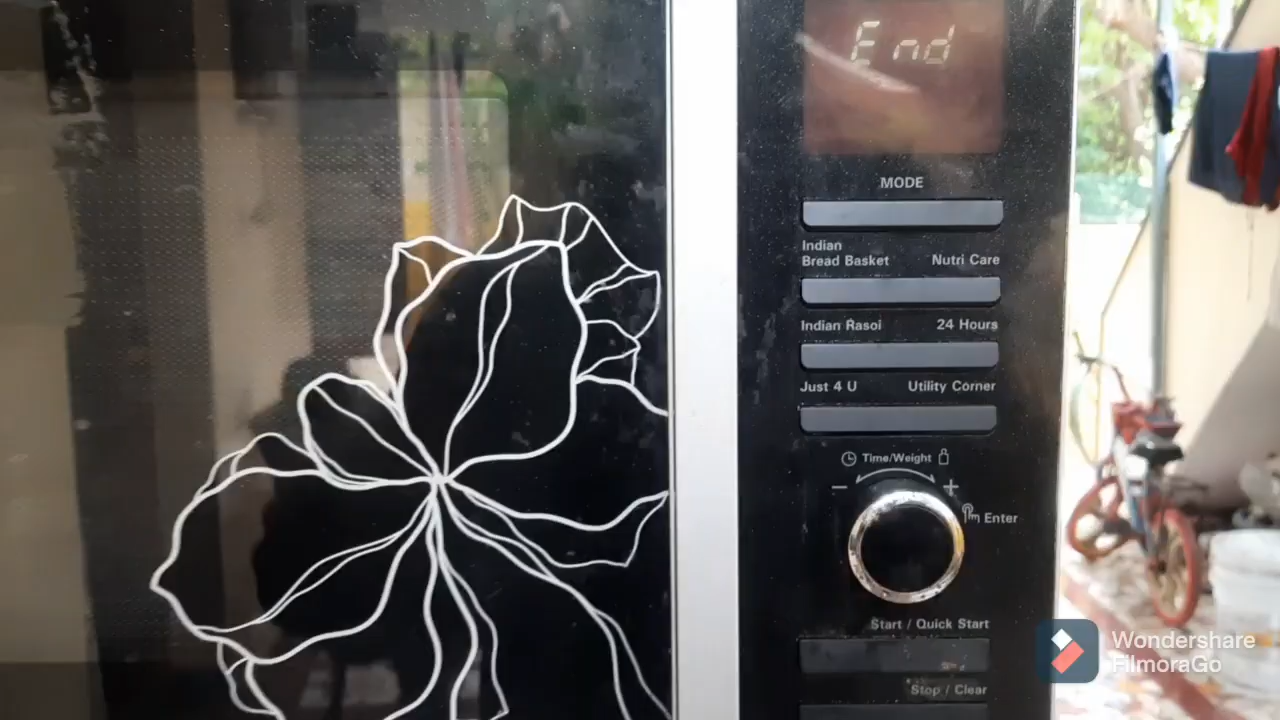 End
MODE
Indian
Bread Basket Nutri Care
Indian Rasoi 24 Hours
Just 4 U Utility Corner
Time/Weight
− +
Enter
Start / Quick Start
Stop / Clear
Wondershare
FilmoraGo